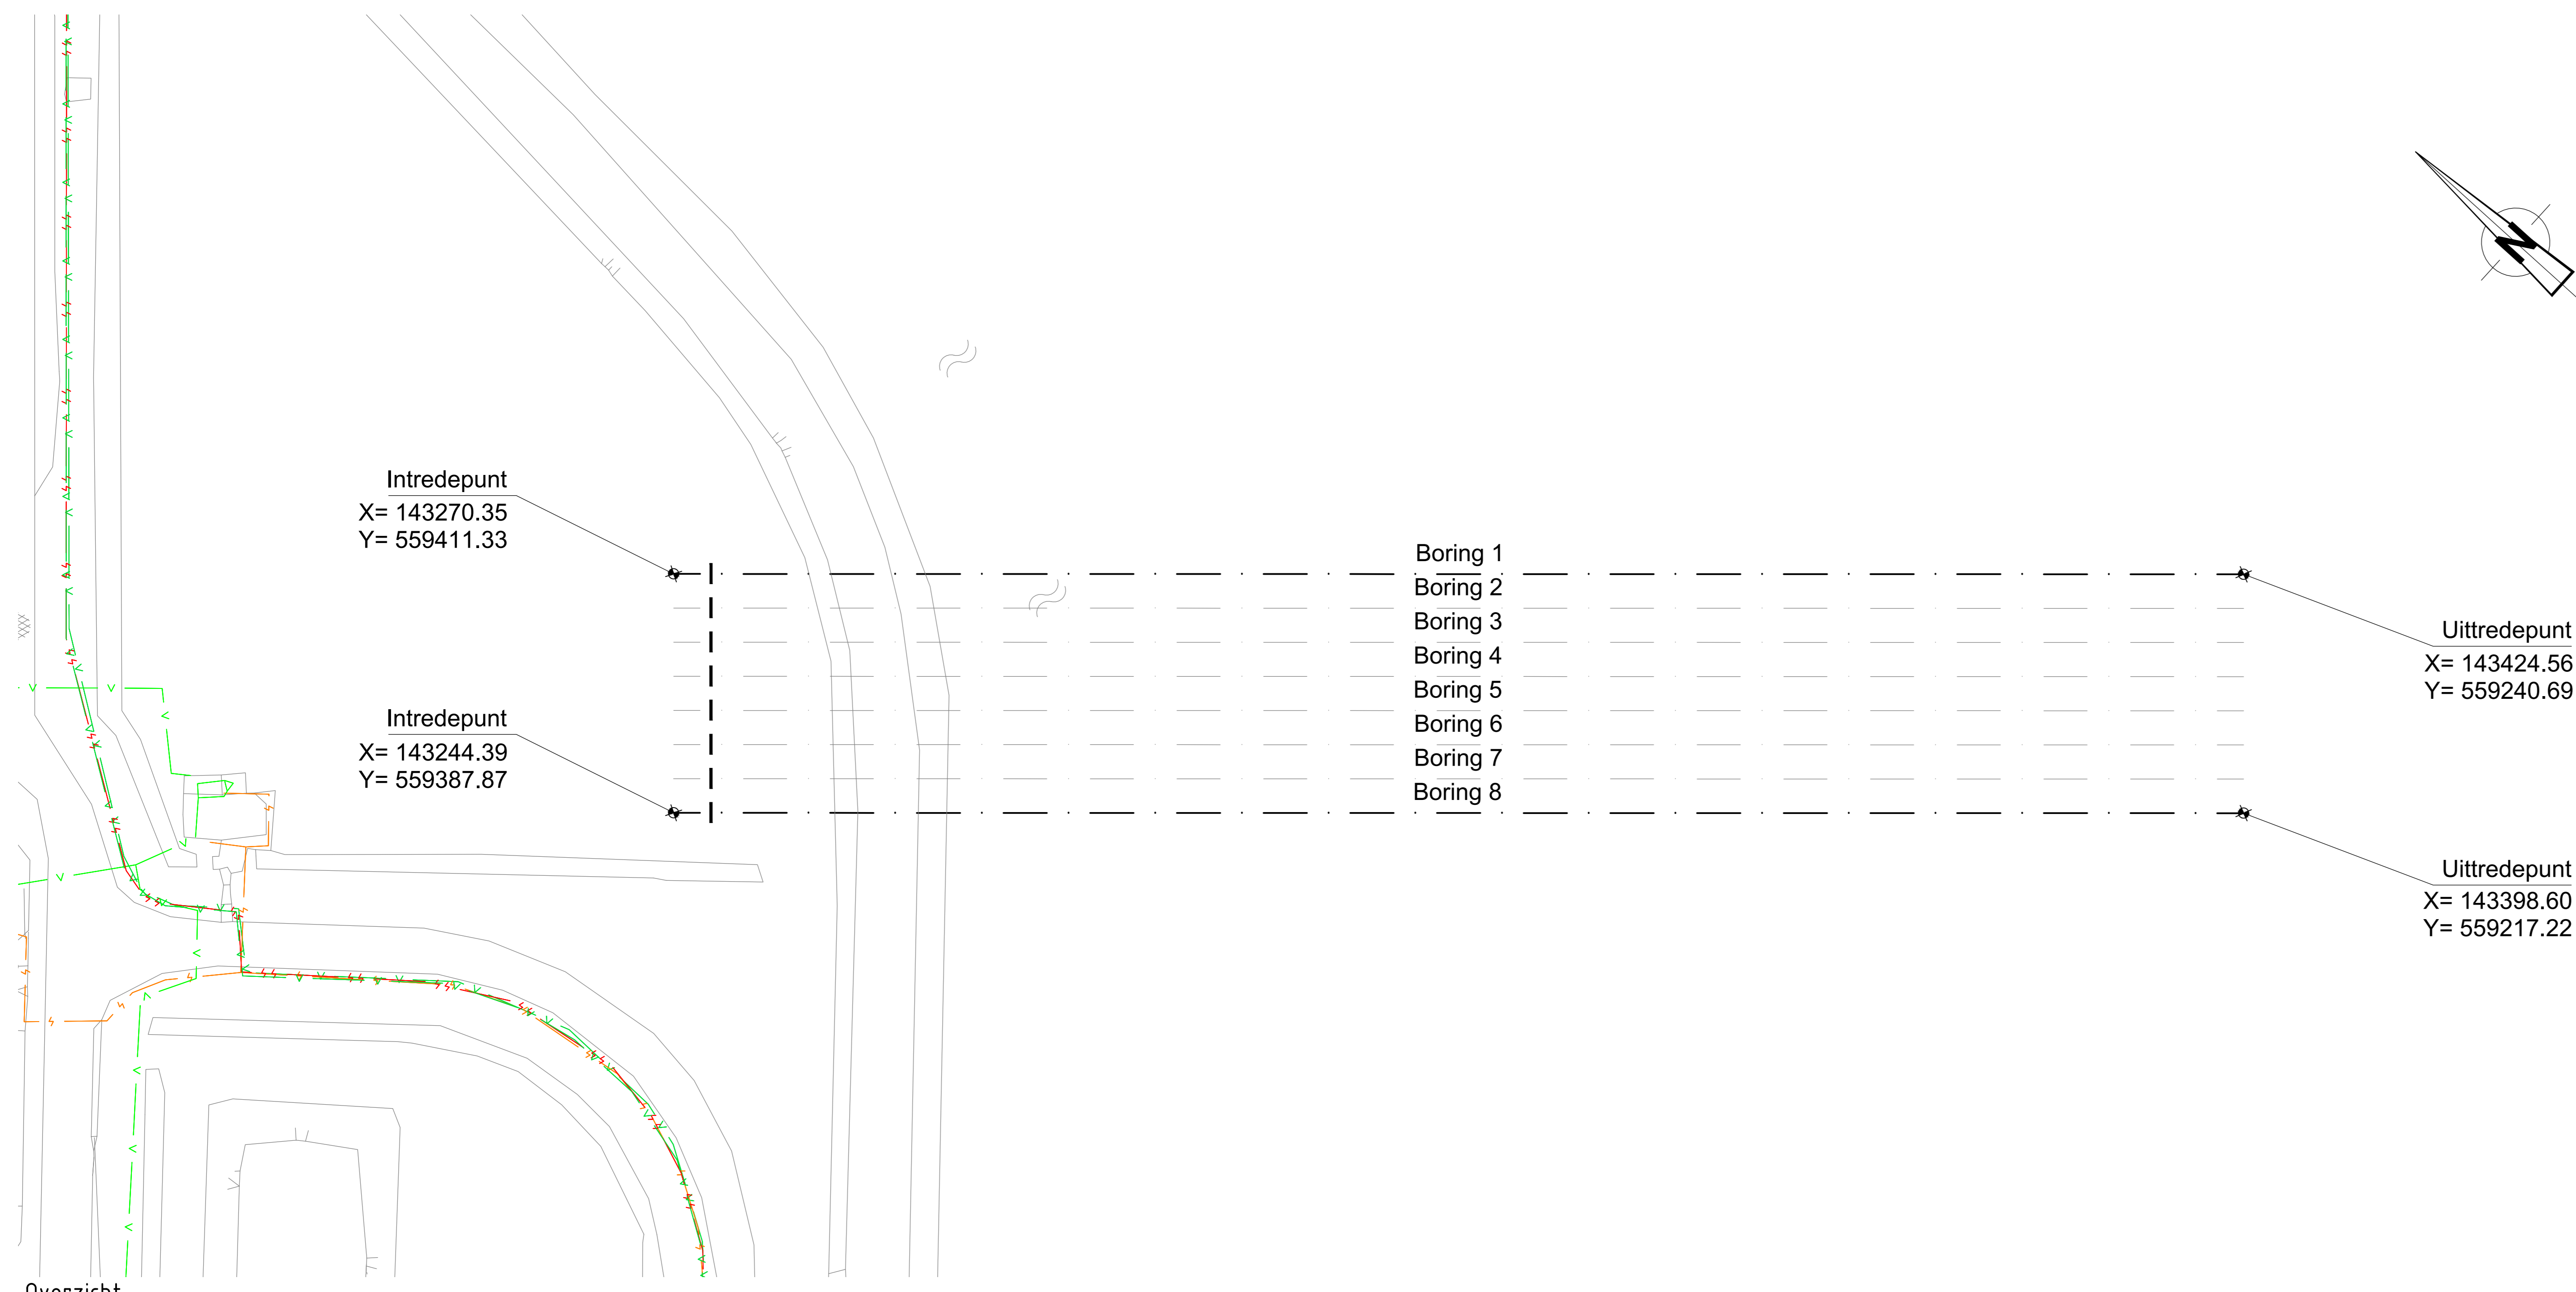 N
Intredepunt
X= 143270.35
Y= 559411.33
Boring 1
Boring 2
Boring 3
Boring 4
Boring 5
Boring 6
Boring 7
Boring 8
Uittredepunt
X= 143424.56
Y= 559240.69
Intredepunt
X= 143244.39
Y= 559387.87
Uittredepunt
X= 143398.60
Y= 559217.22
Overzicht